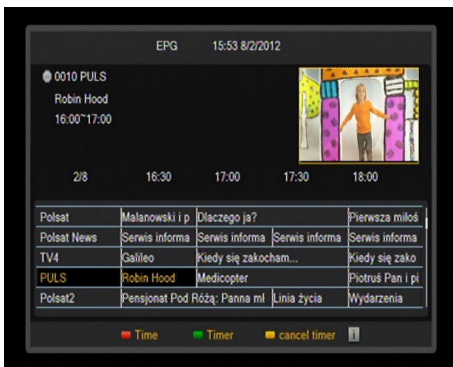 EPG 15:53 8/2/2012
0010 PULS
Robin Hood
16:00~17:00
2/8 16:30 17:00 17:30 18:00
Polsat Malanowski i p Dlaczego ja? Pierwsza miłoś
Polsat News Serwis informa Serwis informa Serwis informa Serwis informa
TV4 Galileo Kiedy się zakocham... Kiedy się zako
PULS Robin Hood Medicopter Piotruś Pan i pi
Polsat2 Pensjonat Pod Różą: Panna mł Linia życia Wydarzenia
Time Timer cancel timer i